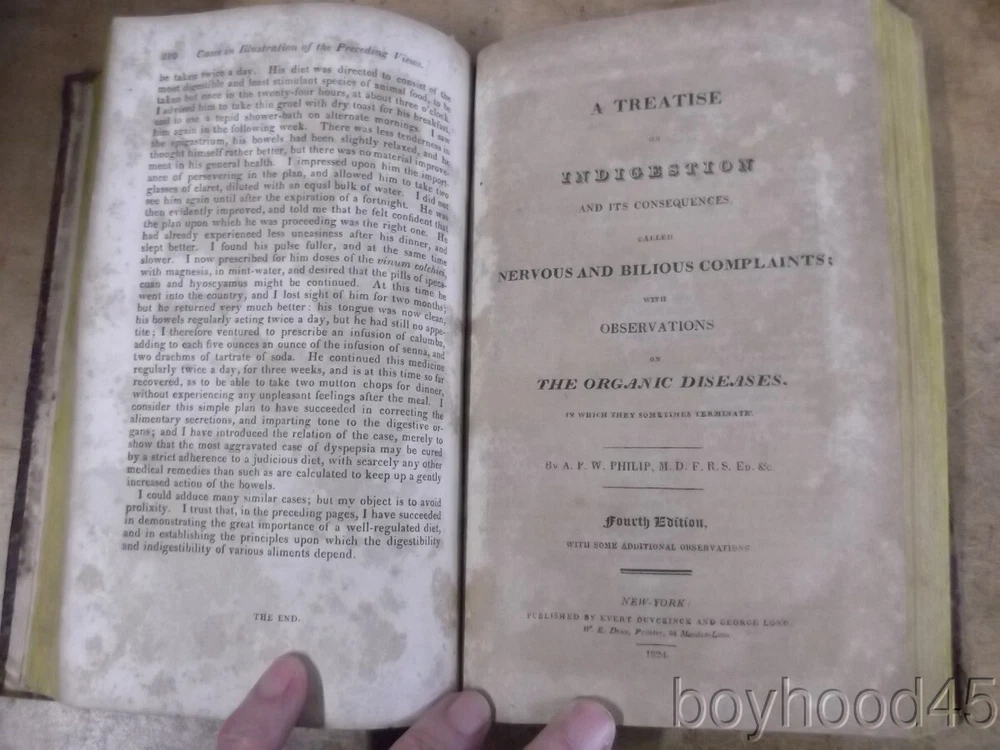 210 Cases in Illustration of the Preceding Views.
be taken twice a day. His diet was directed to consist of the
most digestible and least stimulant species of animal food, to be
taken but once in the twenty-four hours, at about three o'clock.
I advised him to take thin gruel with dry toast for his breakfast,
and to use a tepid shower-bath on alternate mornings. I saw
him again in the following week. There was less tenderness in
the epigastrium, his bowels had been slightly relaxed, and he
thought himself rather better, but there was no material improve-
ment in his general health. I impressed upon him the import-
ance of persevering in the plan, and allowed him to take two
glasses of claret, diluted with an equal bulk of water. I did not
see him again until after the expiration of a fortnight. He was
then evidently improved, and told me that he felt confident that
the plan upon which he was proceeding was the right one. He
had already experienced less uneasiness after his dinner, and
slept better. I found his pulse fuller, and at the same time
slower. I now prescribed for him doses of the vinum colchici,
with magnesia, in mint-water, and desired that the pills of ipeca-
cuan and hyoscyamus might be continued. At this time he
went into the country, and I lost sight of him for two months;
but he returned very much better: his tongue was now clean,
his bowels regularly acting twice a day, but he had still no appe-
tite; I therefore ventured to prescribe an infusion of calumba,
adding to each five ounces an ounce of the infusion of senna, and
two drachms of tartrate of soda. He continued this medicine
regularly twice a day, for three weeks, and is at this time so far
recovered, as to be able to take two mutton chops for dinner,
without experiencing any unpleasant feelings after the meal. I
consider this simple plan to have succeeded in correcting the
alimentary secretions, and imparting tone to the digestive or-
gans; and I have introduced the relation of the case, merely to
show that the most aggravated case of dyspepsia may be cured
by a strict adherence to a judicious diet, with scarcely any other
medical remedies than such as are calculated to keep up a gently
increased action of the bowels.
I could adduce many similar cases; but my object is to avoid
prolixity. I trust that, in the preceding pages, I have succeeded
in demonstrating the great importance of a well-regulated diet,
and in establishing the principles upon which the digestibility
and indigestibility of various aliments depend.
THE END.
A TREATISE
ON
INDIGESTION
AND ITS CONSEQUENCES,
CALLED
NERVOUS AND BILIOUS COMPLAINTS;
WITH
OBSERVATIONS
ON
THE ORGANIC DISEASES,
IN WHICH THEY SOMETIMES TERMINATE.
By A. P. W. PHILIP, M. D. F. R. S. Ed. &c.
Fourth Edition,
WITH SOME ADDITIONAL OBSERVATIONS
NEW-YORK:
PUBLISHED BY EVERT DUYCKINCK AND GEORGE LONG.
W. E. Dean, Printer, Maiden-Lane
1824.
boyhood45